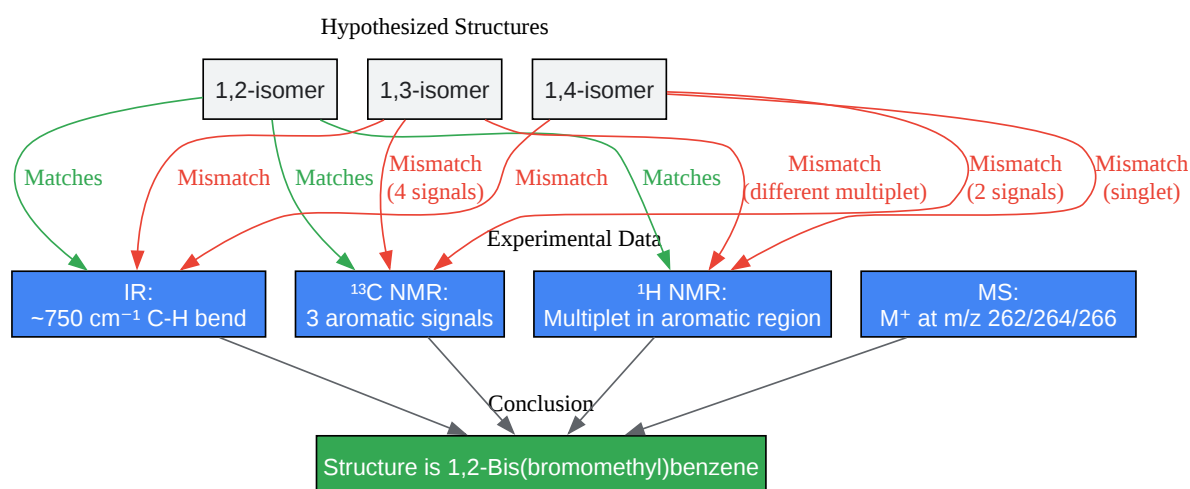 Hypothesized Structures
1,2-isomer
1,3-isomer
1,4-isomer
Matches
Mismatch
Matches
Mismatch
(4 signals)
Mismatch
Matches
Mismatch
(different multiplet)
Mismatch
(2 signals)
Mismatch
(singlet)
Experimental Data
IR:
~750 cm⁻¹ C-H bend
¹³C NMR:
3 aromatic signals
¹H NMR:
Multiplet in aromatic region
MS:
M⁺ at m/z 262/264/266
Conclusion
Structure is 1,2-Bis(bromomethyl)benzene